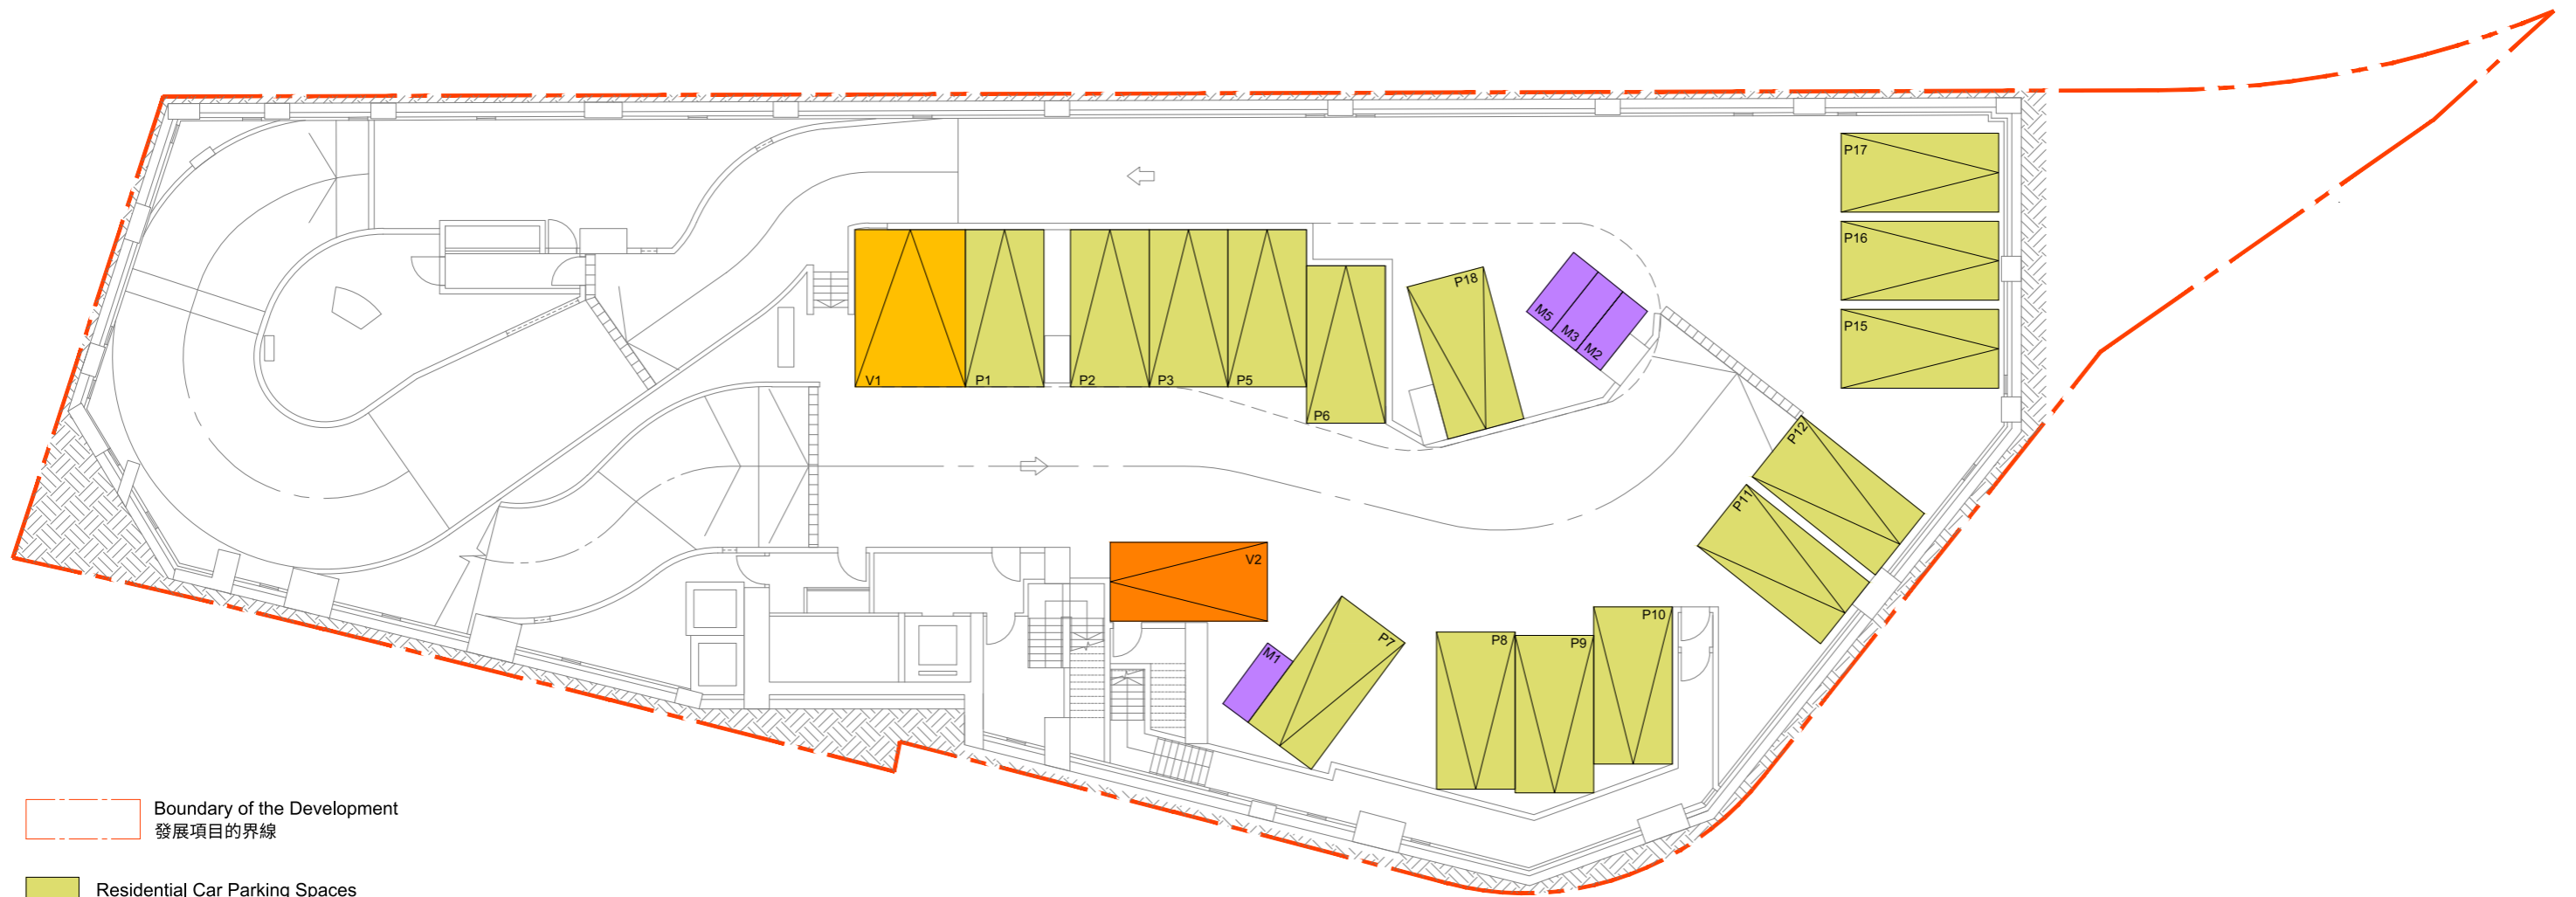 P17
P16
P15
P18
M5
M3
M2
V1
P1
P2
P3
P5
P6
P12
P11
V2
M1
P7
P8
P9
P10
Boundary of the Development
發展項目的界線
Residential Car Parking Spaces